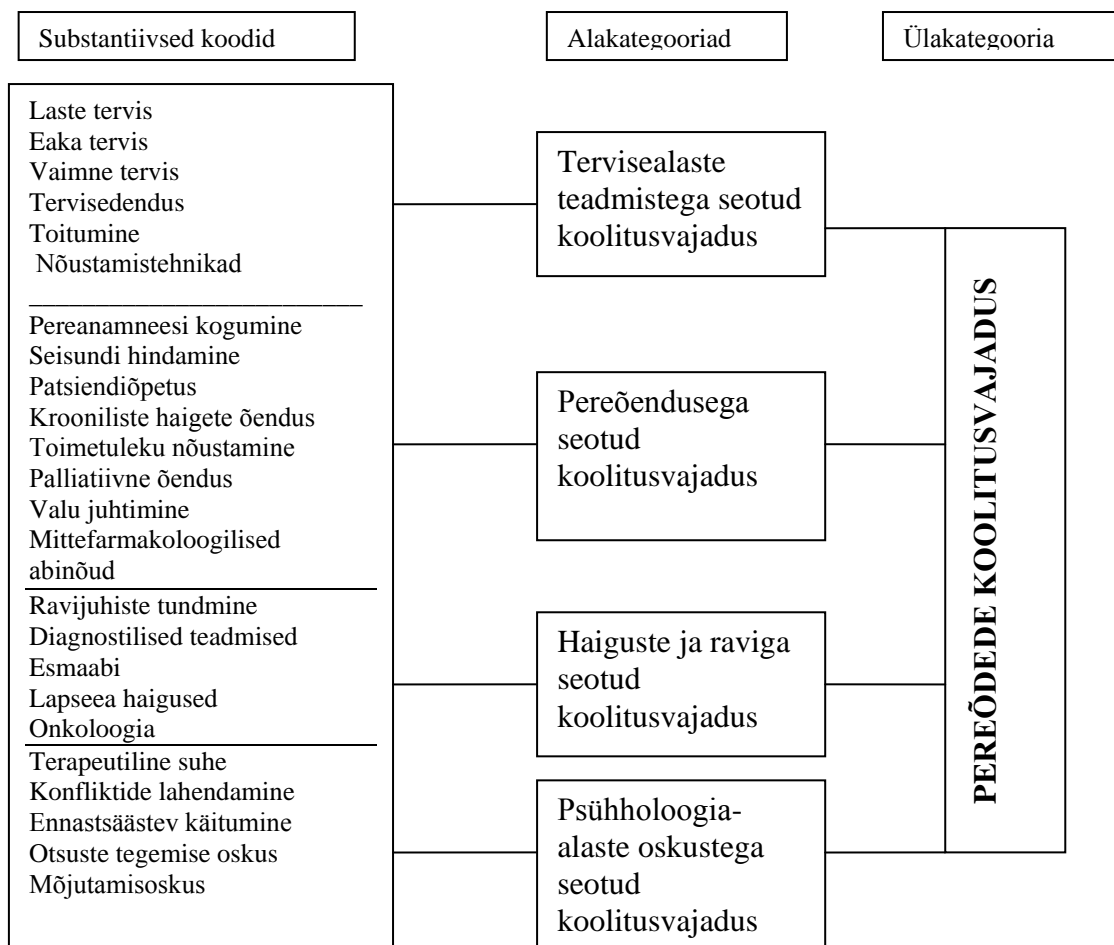 Substantiivsed koodid
Alakategooriad
Ülakategooria
Laste tervis
Eaka tervis
Vaimne tervis
Tervisedendus
Toitumine
Nõustamistehnikad
Pereanamneesi kogumine
Seisundi hindamine
Patsiendiõpetus
Krooniliste haigete õendus
Toimetuleku nõustamine
Palliatiivne õendus
Valu juhtimine
Mittefarmakoloogilised
abinõud
Ravijuhiste tundmine
Diagnostilised teadmised
Esmaabi
Lapseea haigused
Onkoloogia
Terapeutiline suhe
Konfliktide lahendamine
Ennastsäästev käitumine
Otsuste tegemise oskus
Mõjutamisoskus
Tervisealaste
teadmistega seotud
koolitusvajadus
Pereõendusega
seotud
koolitusvajadus
Haiguste ja raviga
seotud
koolitusvajadus
Psühholoogia-
alaste oskustega
seotud
koolitusvajadus
PEREÕDEDE KOOLITUSVAJADUS